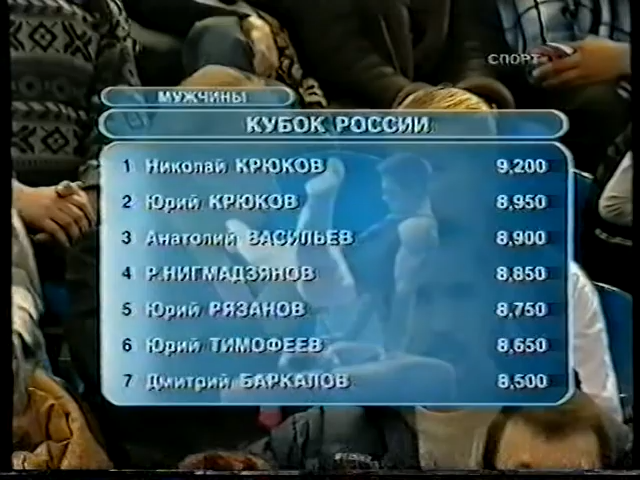 СПОРТ
МУЖЧИНЫ
КУБОК РОССИИ
1 Николай КРЮКОВ 9,200
2 Юрий КРЮКОВ 8,950
3 Анатолий ВАСИЛЬЕВ 8,900
4 Р.НИГМАДЗЯНОВ 8,850
5 Юрий РЯЗАНОВ 8,750
6 Юрий ТИМОФЕЕВ 8,650
7 Дмитрий БАРКАЛОВ 8,500